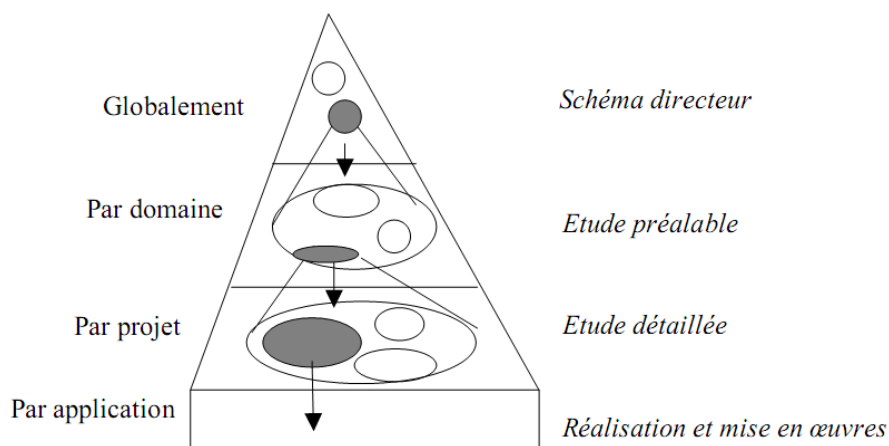 Globalement
Schéma directeur
Par domaine
Etude préalable
Par projet
Etude détaillée
Par application
Réalisation et mise en œuvres